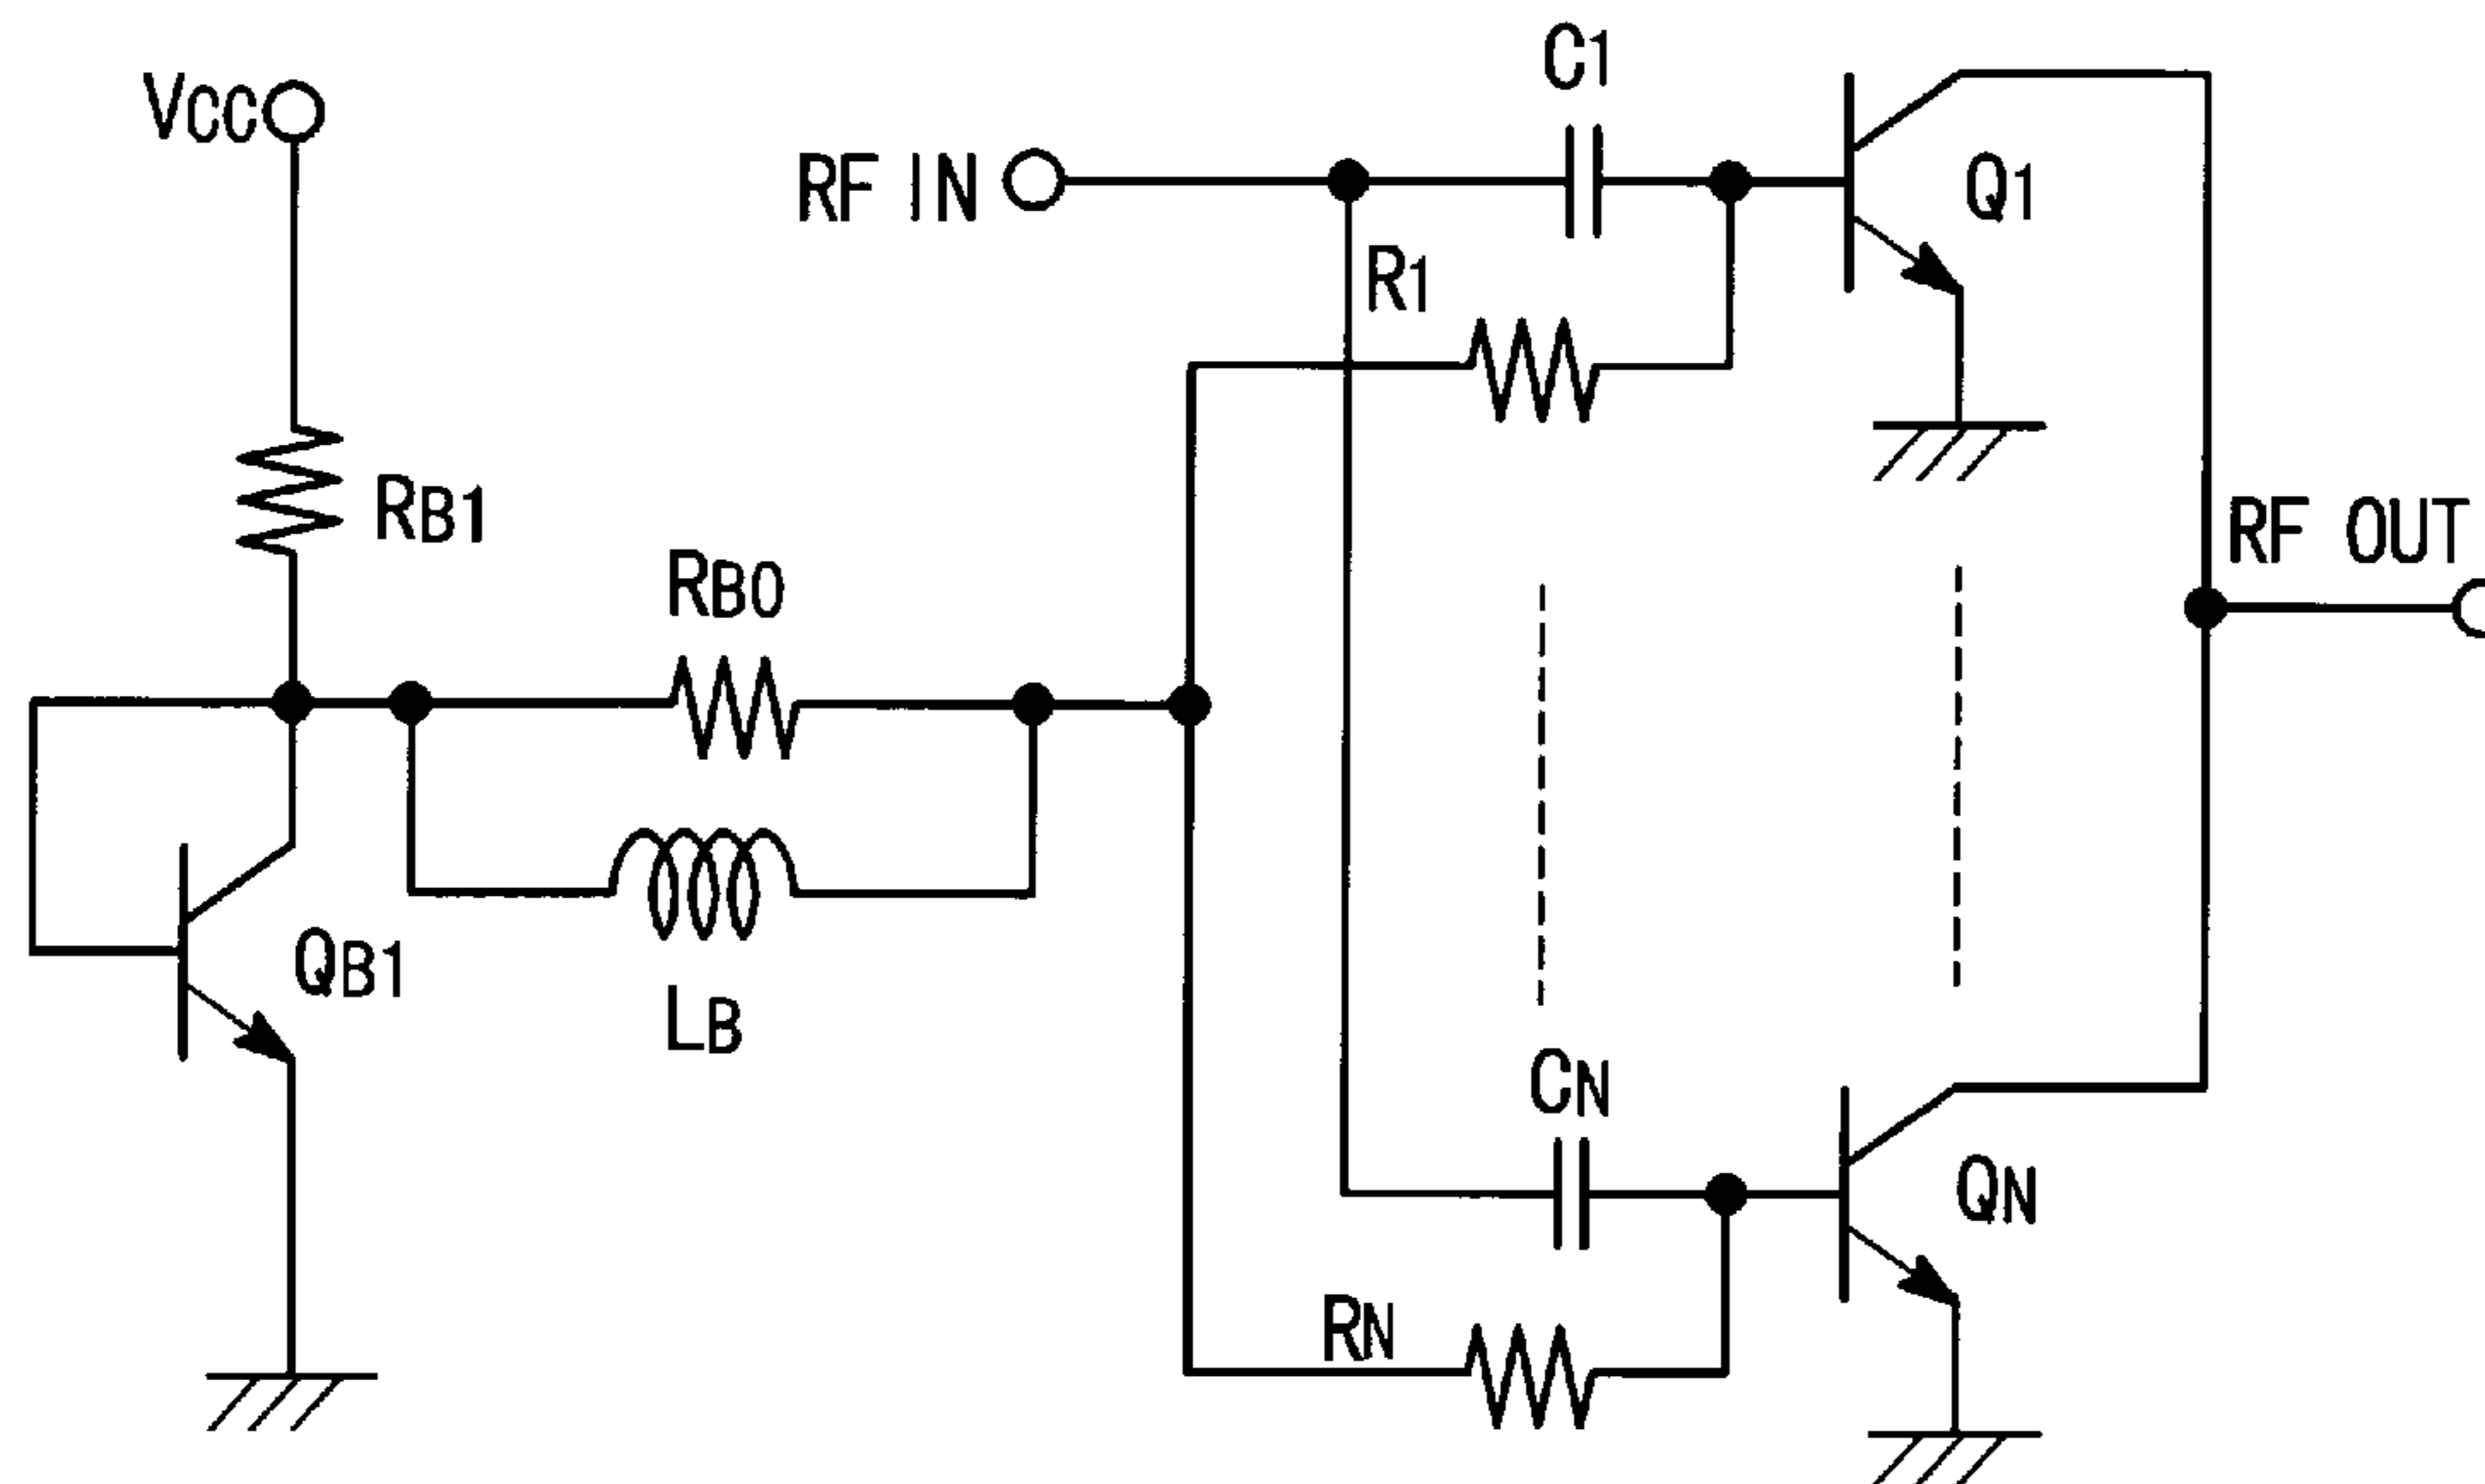 VCC
RF IN
C1
Q1
R1
RB1
RB0
RF OUT
QB1
LB
CN
QN
RN